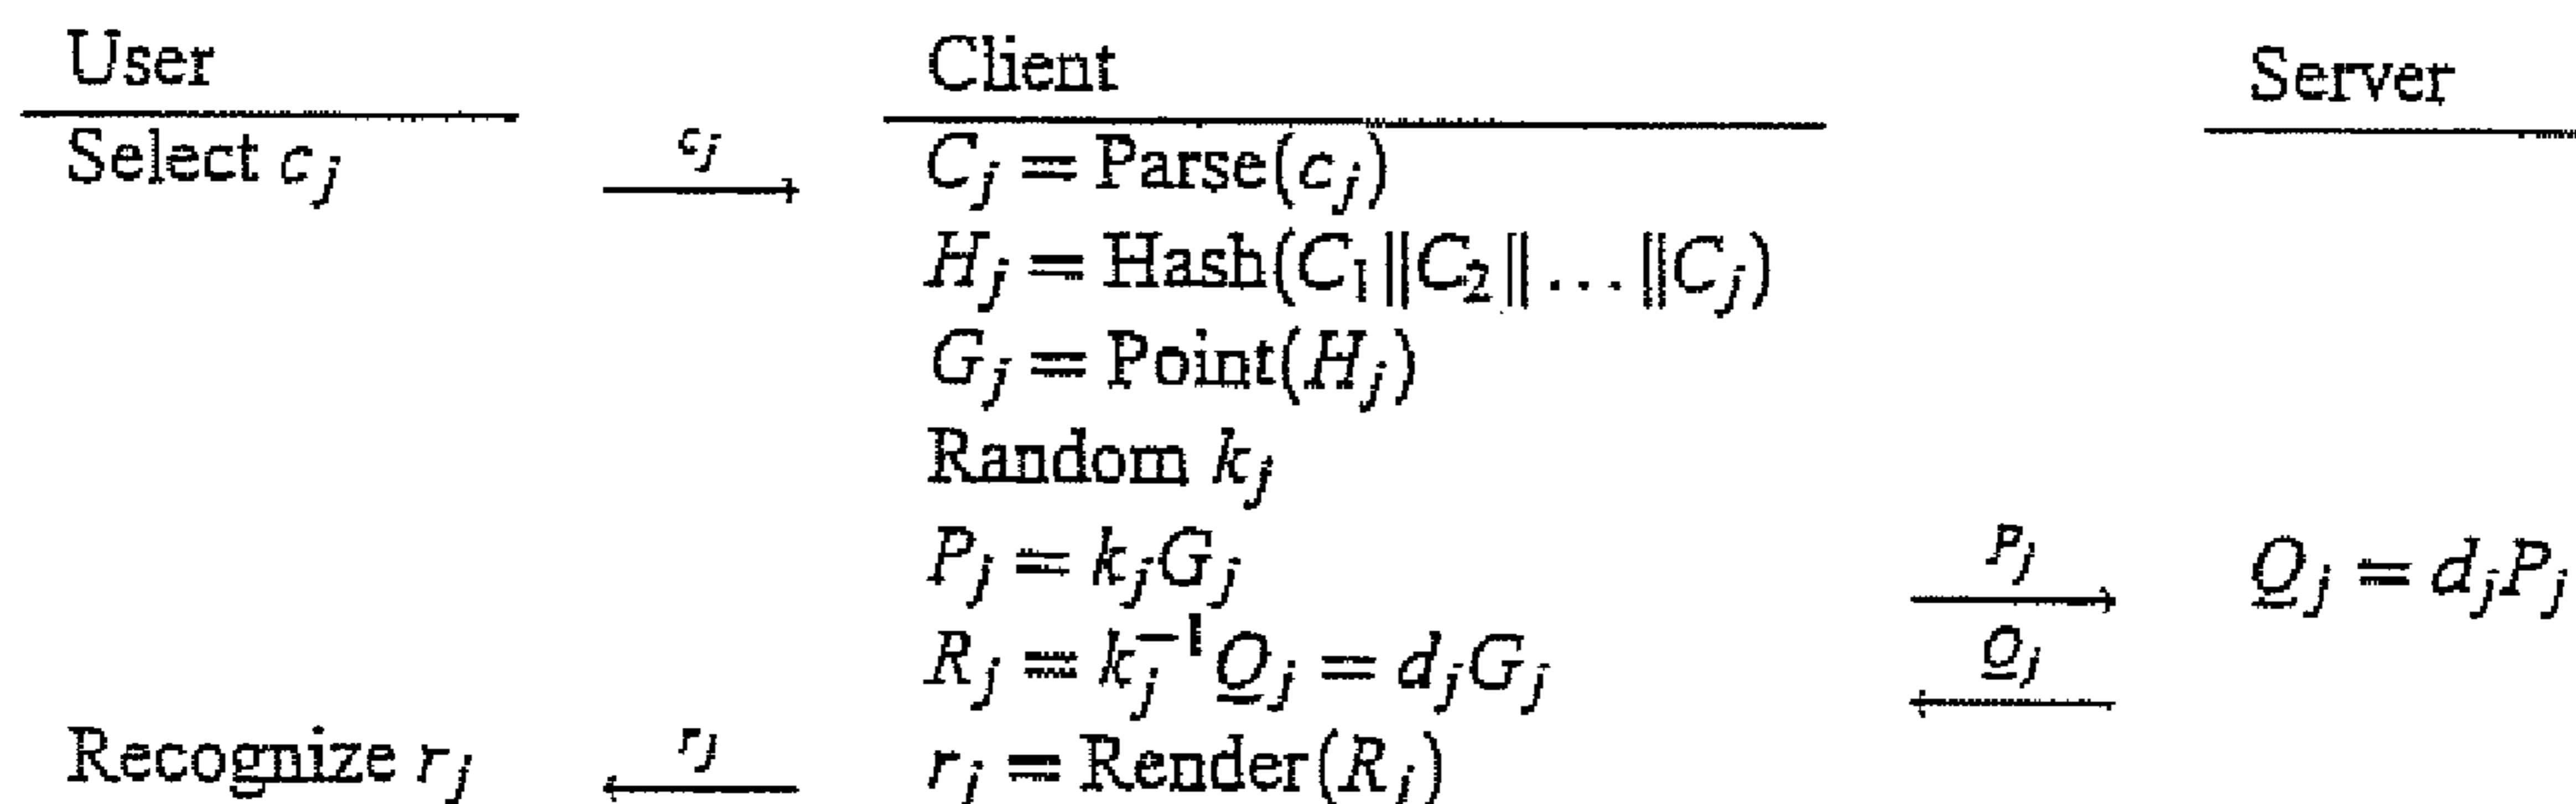 User Client Server
Select c_j c_j C_j = Parse(c_j)
H_j = Hash(C_1||C_2||...||C_j)
G_j = Point(H_j)
Random k_j
P_j = k_jG_j P_j Q_j = d_jP_j
R_j = k_j^{-1}Q_j = d_jG_j Q_j
Recognize r_j r_j r_j = Render(R_j)